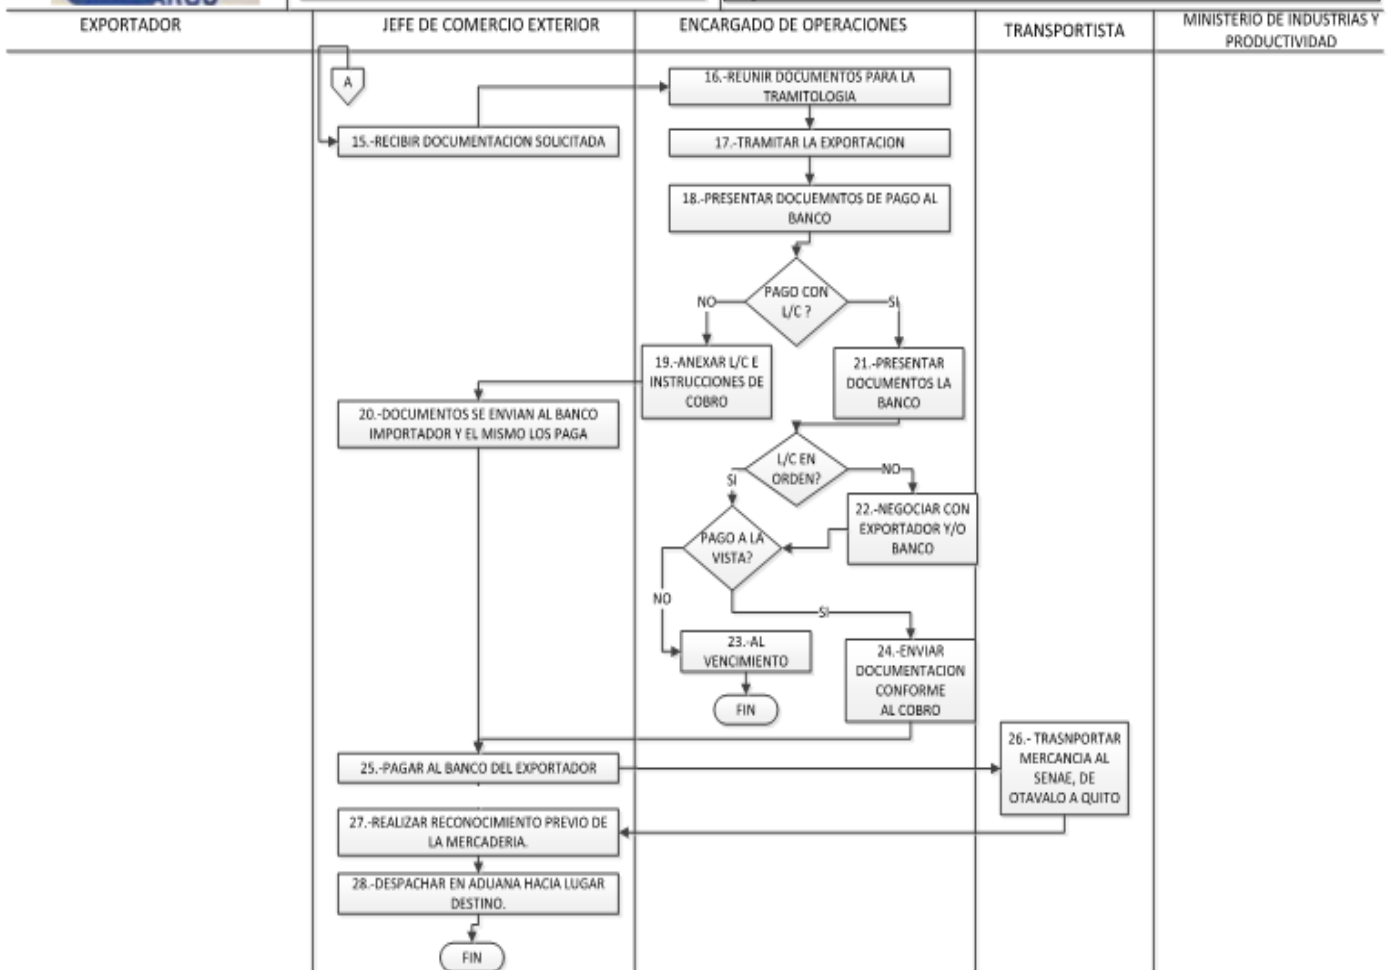 EXPORTADOR
JEFE DE COMERCIO EXTERIOR
ENCARGADO DE OPERACIONES
TRANSPORTISTA
MINISTERIO DE INDUSTRIAS Y
PRODUCTIVIDAD
A
15.-RECIBIR DOCUMENTACION SOLICITADA
16.-REUNIR DOCUMENTOS PARA LA
TRAMITOLOGIA
17.-TRAMITAR LA EXPORTACION
18.-PRESENTAR DOCUEMNTOS DE PAGO AL
BANCO
PAGO CON
L/C ?
NO
SI
19.-ANEXAR L/C E
INSTRUCCIONES DE
COBRO
21.-PRESENTAR
DOCUMENTOS LA
BANCO
20.-DOCUMENTOS SE ENVIAN AL BANCO
IMPORTADOR Y EL MISMO LOS PAGA
L/C EN
ORDEN?
SI
NO
22.-NEGOCIAR CON
EXPORTADOR Y/O
BANCO
PAGO A LA
VISTA?
NO
SI
23.-AL
VENCIMIENTO
FIN
24.-ENVIAR
DOCUMENTACION
CONFORME
AL COBRO
25.-PAGAR AL BANCO DEL EXPORTADOR
26.- TRASNPORTAR
MERCANCIA AL
SENAE, DE
OTAVALO A QUITO
27.-REALIZAR RECONOCIMIENTO PREVIO DE
LA MERCADERIA.
28.-DESPACHAR EN ADUANA HACIA LUGAR
DESTINO.
FIN